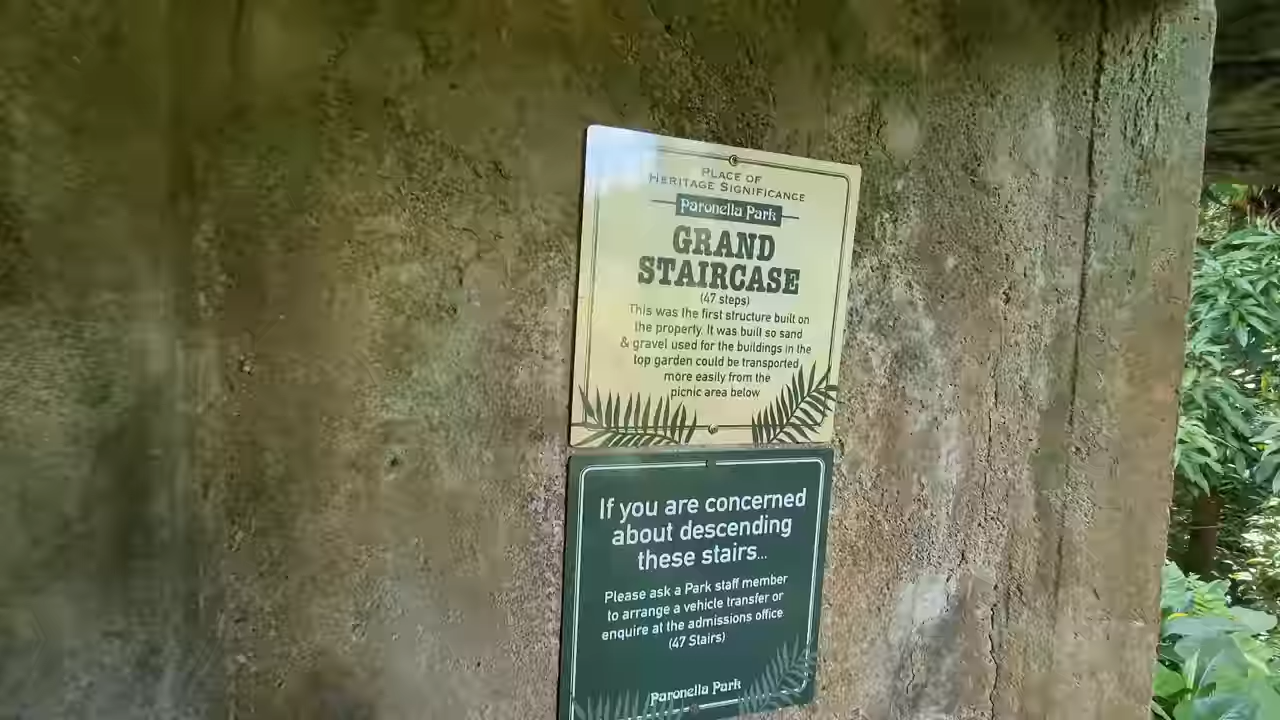 PLACE OF
HERITAGE SIGNIFICANCE
Paronella Park
GRAND
STAIRCASE
(47 steps)
This was the first structure built on
the property. It was built so sand
& gravel used for the buildings in the
top garden could be transported
more easily from the
picnic area below
If you are concerned
about descending
these stairs...
Please ask a Park staff member
to arrange a vehicle transfer or
enquire at the admissions office
(47 Stairs)
Paronella Park